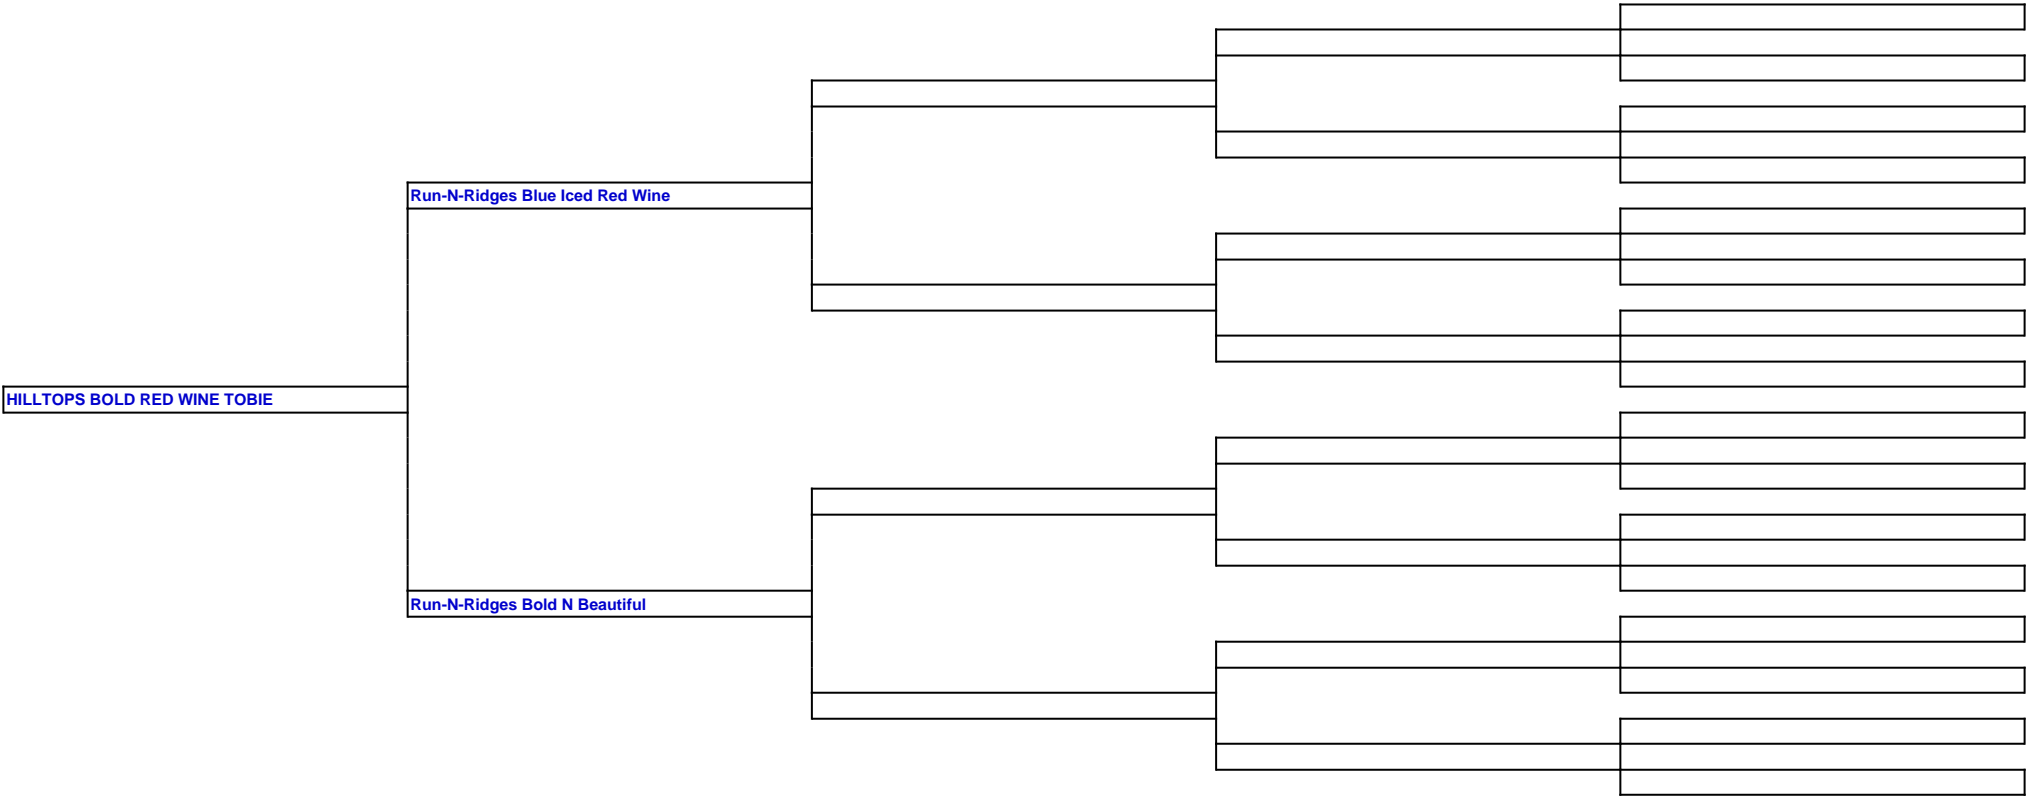 Run-N-Ridges Blue Iced Red Wine
HILLTOPS BOLD RED WINE TOBIE
Run-N-Ridges Bold N Beautiful